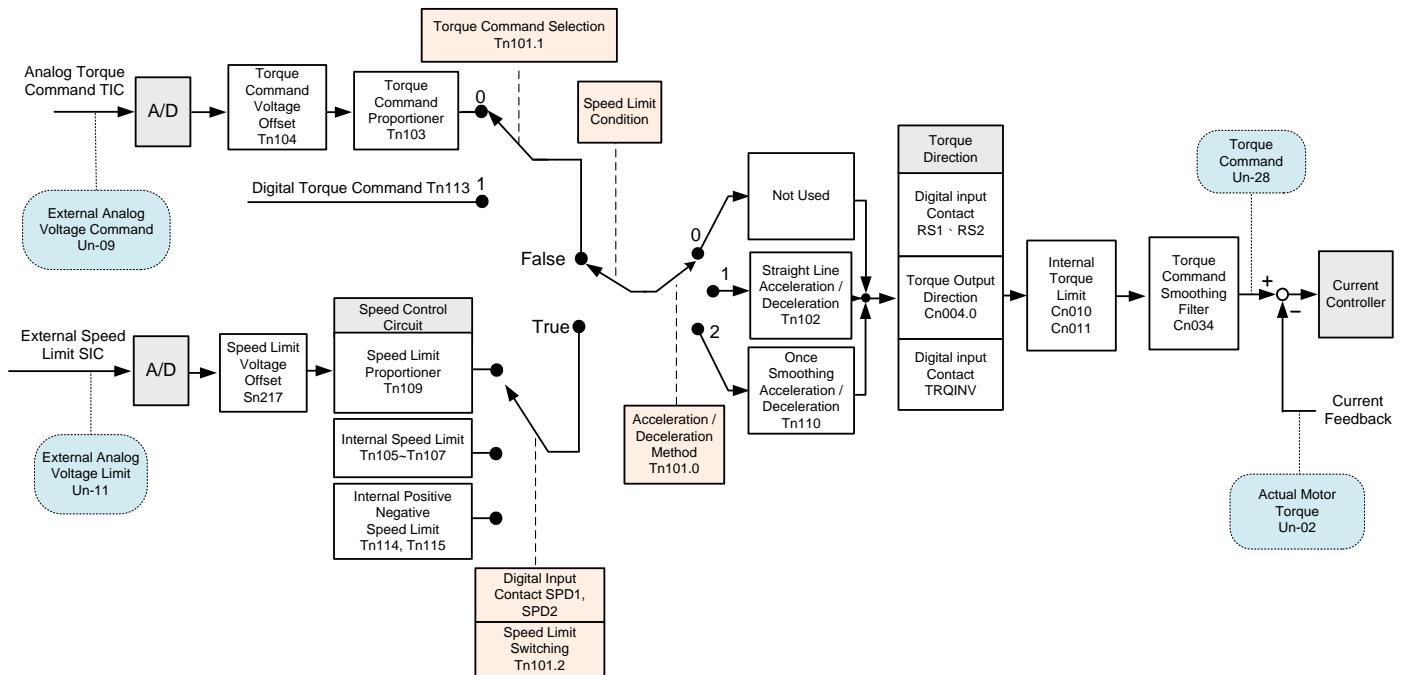 Torque Command Selection
Tn101.1
Analog Torque
Command TIC
A/D
Torque
Command
Voltage
Offset
Tn104
Torque
Command
Proportioner
Tn103
0
Speed Limit
Condition
Digital Torque Command Tn113
1
External Analog
Voltage Command
Un-09
False
True
External Speed
Limit SIC
A/D
Speed Limit
Voltage
Offset
Sn217
Speed Control
Circuit
Speed Limit
Proportioner
Tn109
Internal Speed Limit
Tn105~Tn107
Internal Positive
Negative
Speed Limit
Tn114, Tn115
External Analog
Voltage Limit
Un-11
Digital Input
Contact SPD1,
SPD2
Speed Limit
Switching
Tn101.2
0
1
2
Acceleration /
Deceleration
Method
Tn101.0
Not Used
Straight Line
Acceleration /
Deceleration
Tn102
Once
Smoothing
Acceleration /
Deceleration
Tn110
Torque
Direction
Digital input
Contact
RS1、RS2
Torque Output
Direction
Cn004.0
Digital input
Contact
TRQINV
Internal
Torque
Limit
Cn010
Cn011
Torque
Command
Smoothing
Filter
Cn034
Torque
Command
Un-28
+
−
Current
Controller
Current
Feedback
Actual Motor
Torque
Un-02